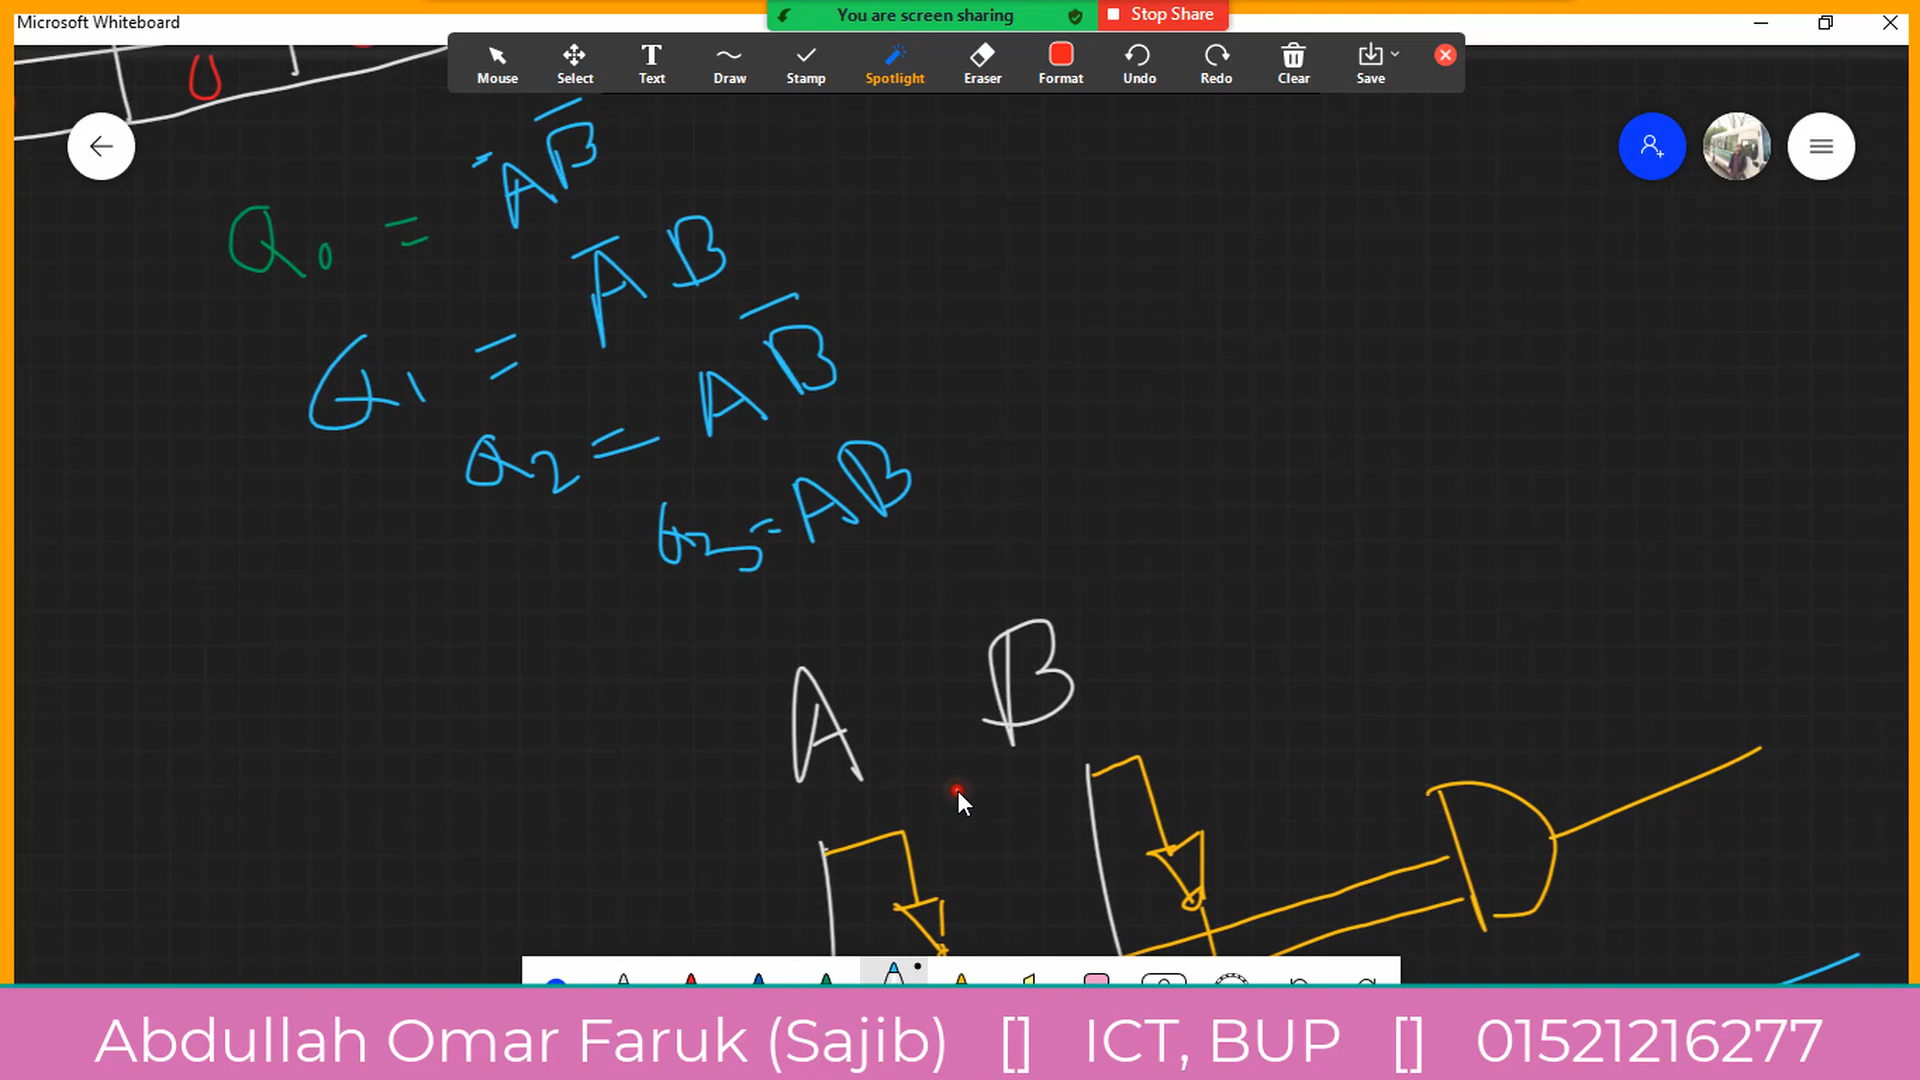 You are screen sharing Stop Share
Microsoft Whiteboard
Mouse Select Text Draw Stamp Spotlight Eraser Format Undo Redo Clear Save
0
Q₀ = A̅ B̅
Q₁ = A̅ B
Q₂ = A B̅
Q₃ = AB
A B
Abdullah Omar Faruk (Sajib) [] ICT, BUP [] 01521216277